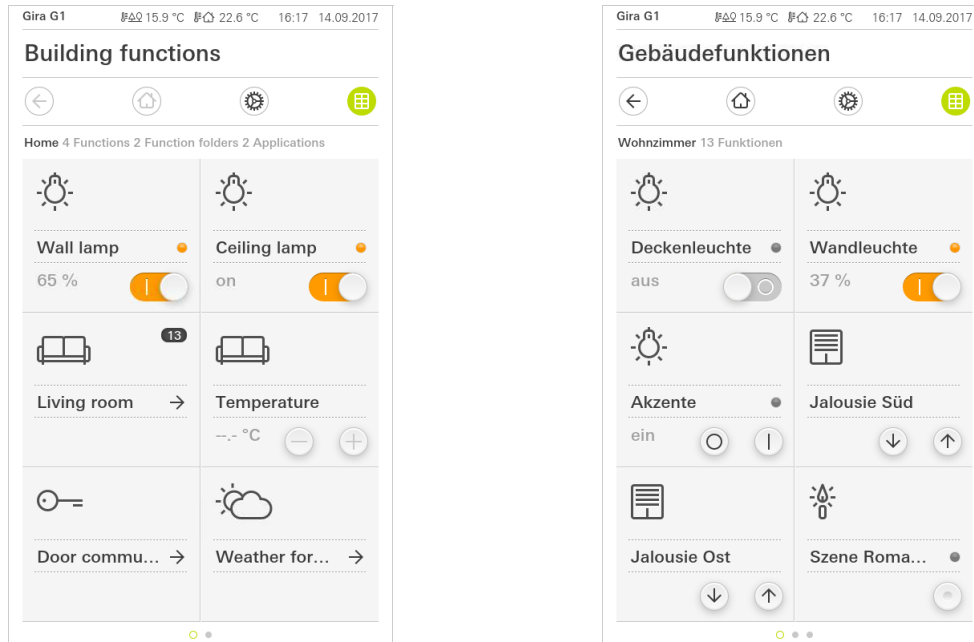 Gira G1 15.9 °C 22.6 °C 16:17 14.09.2017
Building functions
Home 4 Functions 2 Function folders 2 Applications
Wall lamp
65 %
Ceiling lamp
on
13
Living room
Temperature
--.- °C
Door commu...
Weather for...
Gira G1 15.9 °C 22.6 °C 16:17 14.09.2017
Gebäudefunktionen
Wohnzimmer 13 Funktionen
Deckenleuchte
aus
Wandleuchte
37 %
Akzente
ein
Jalousie Süd
Jalousie Ost
Szene Roma...